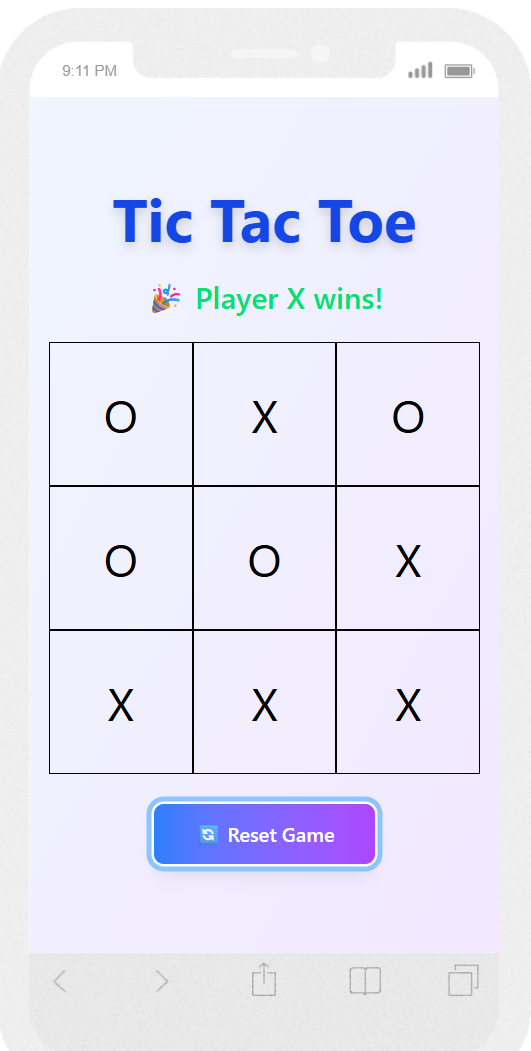 9:11 PM
Tic Tac Toe
🎉 Player X wins!
O X O
O O X
X X X
🔄 Reset Game